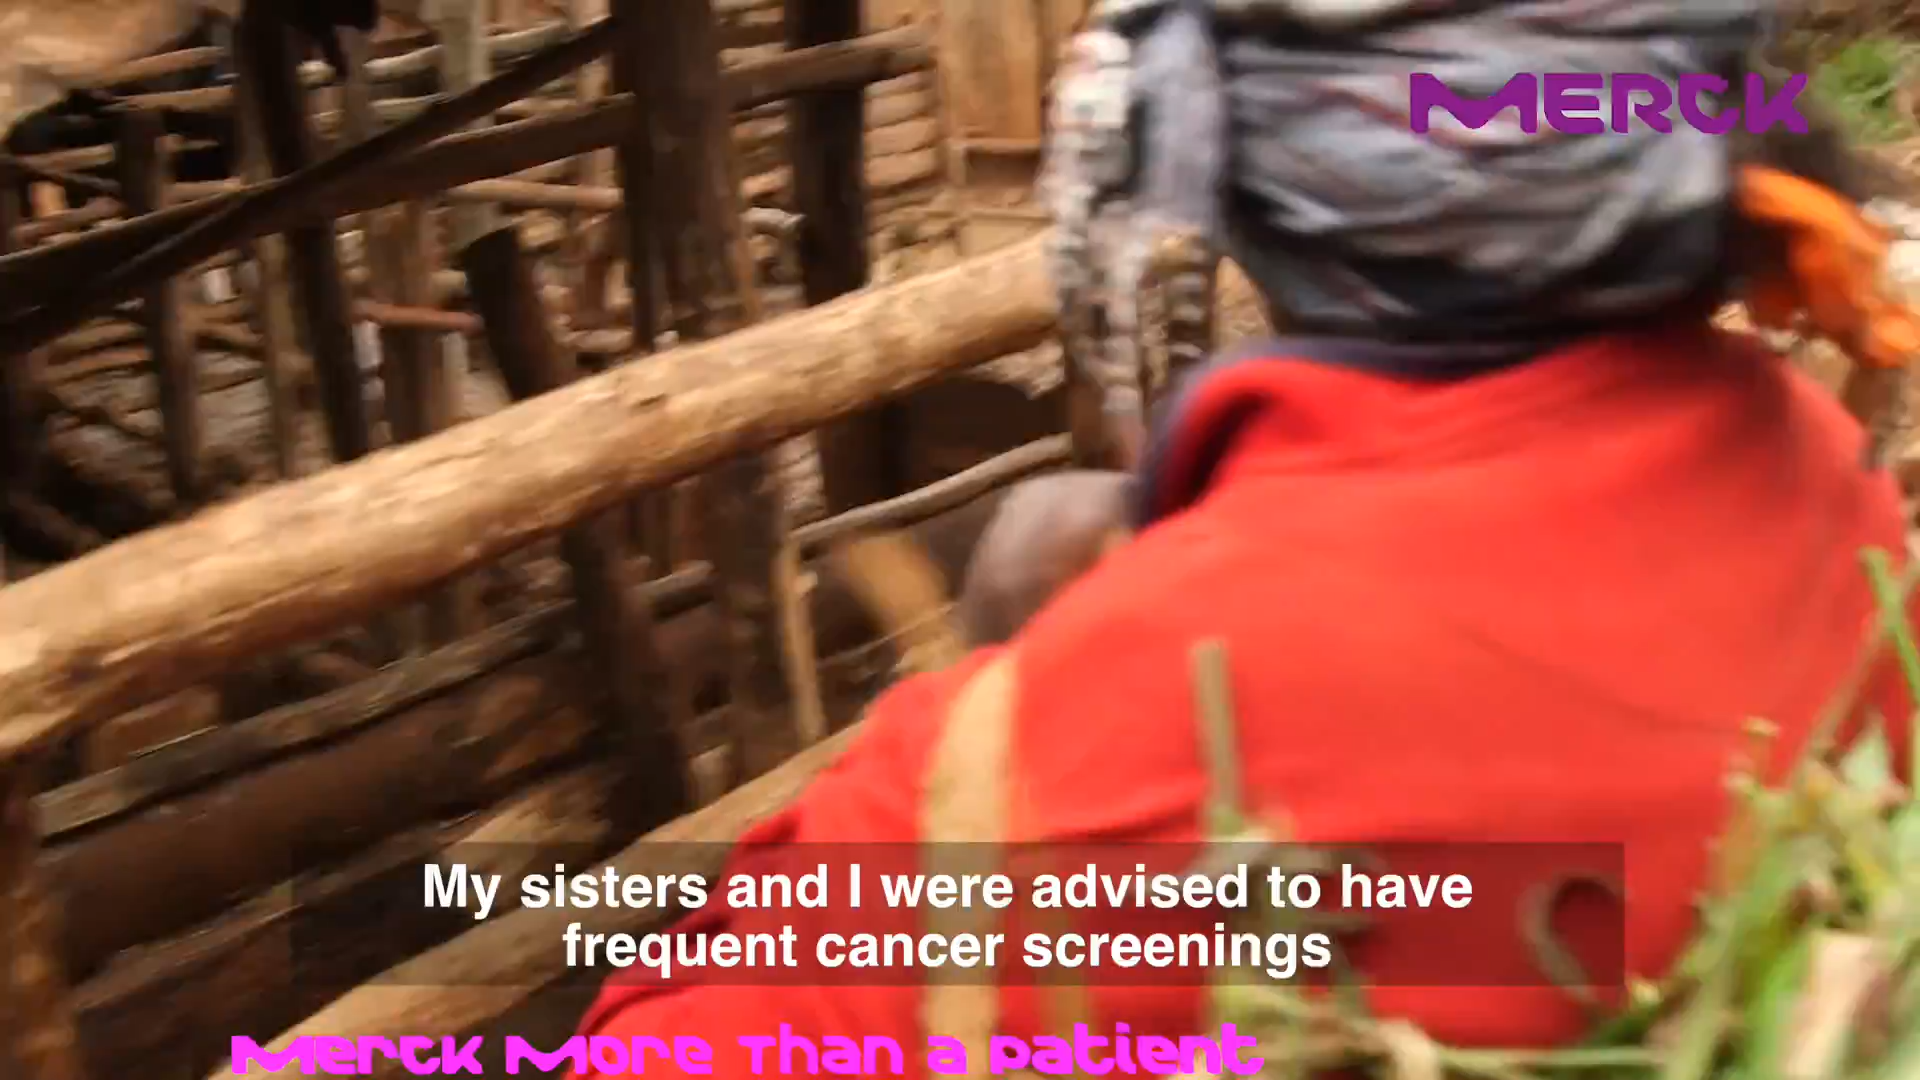 MERCK
My sisters and I were advised to have
frequent cancer screenings
Merck More Than a Patient